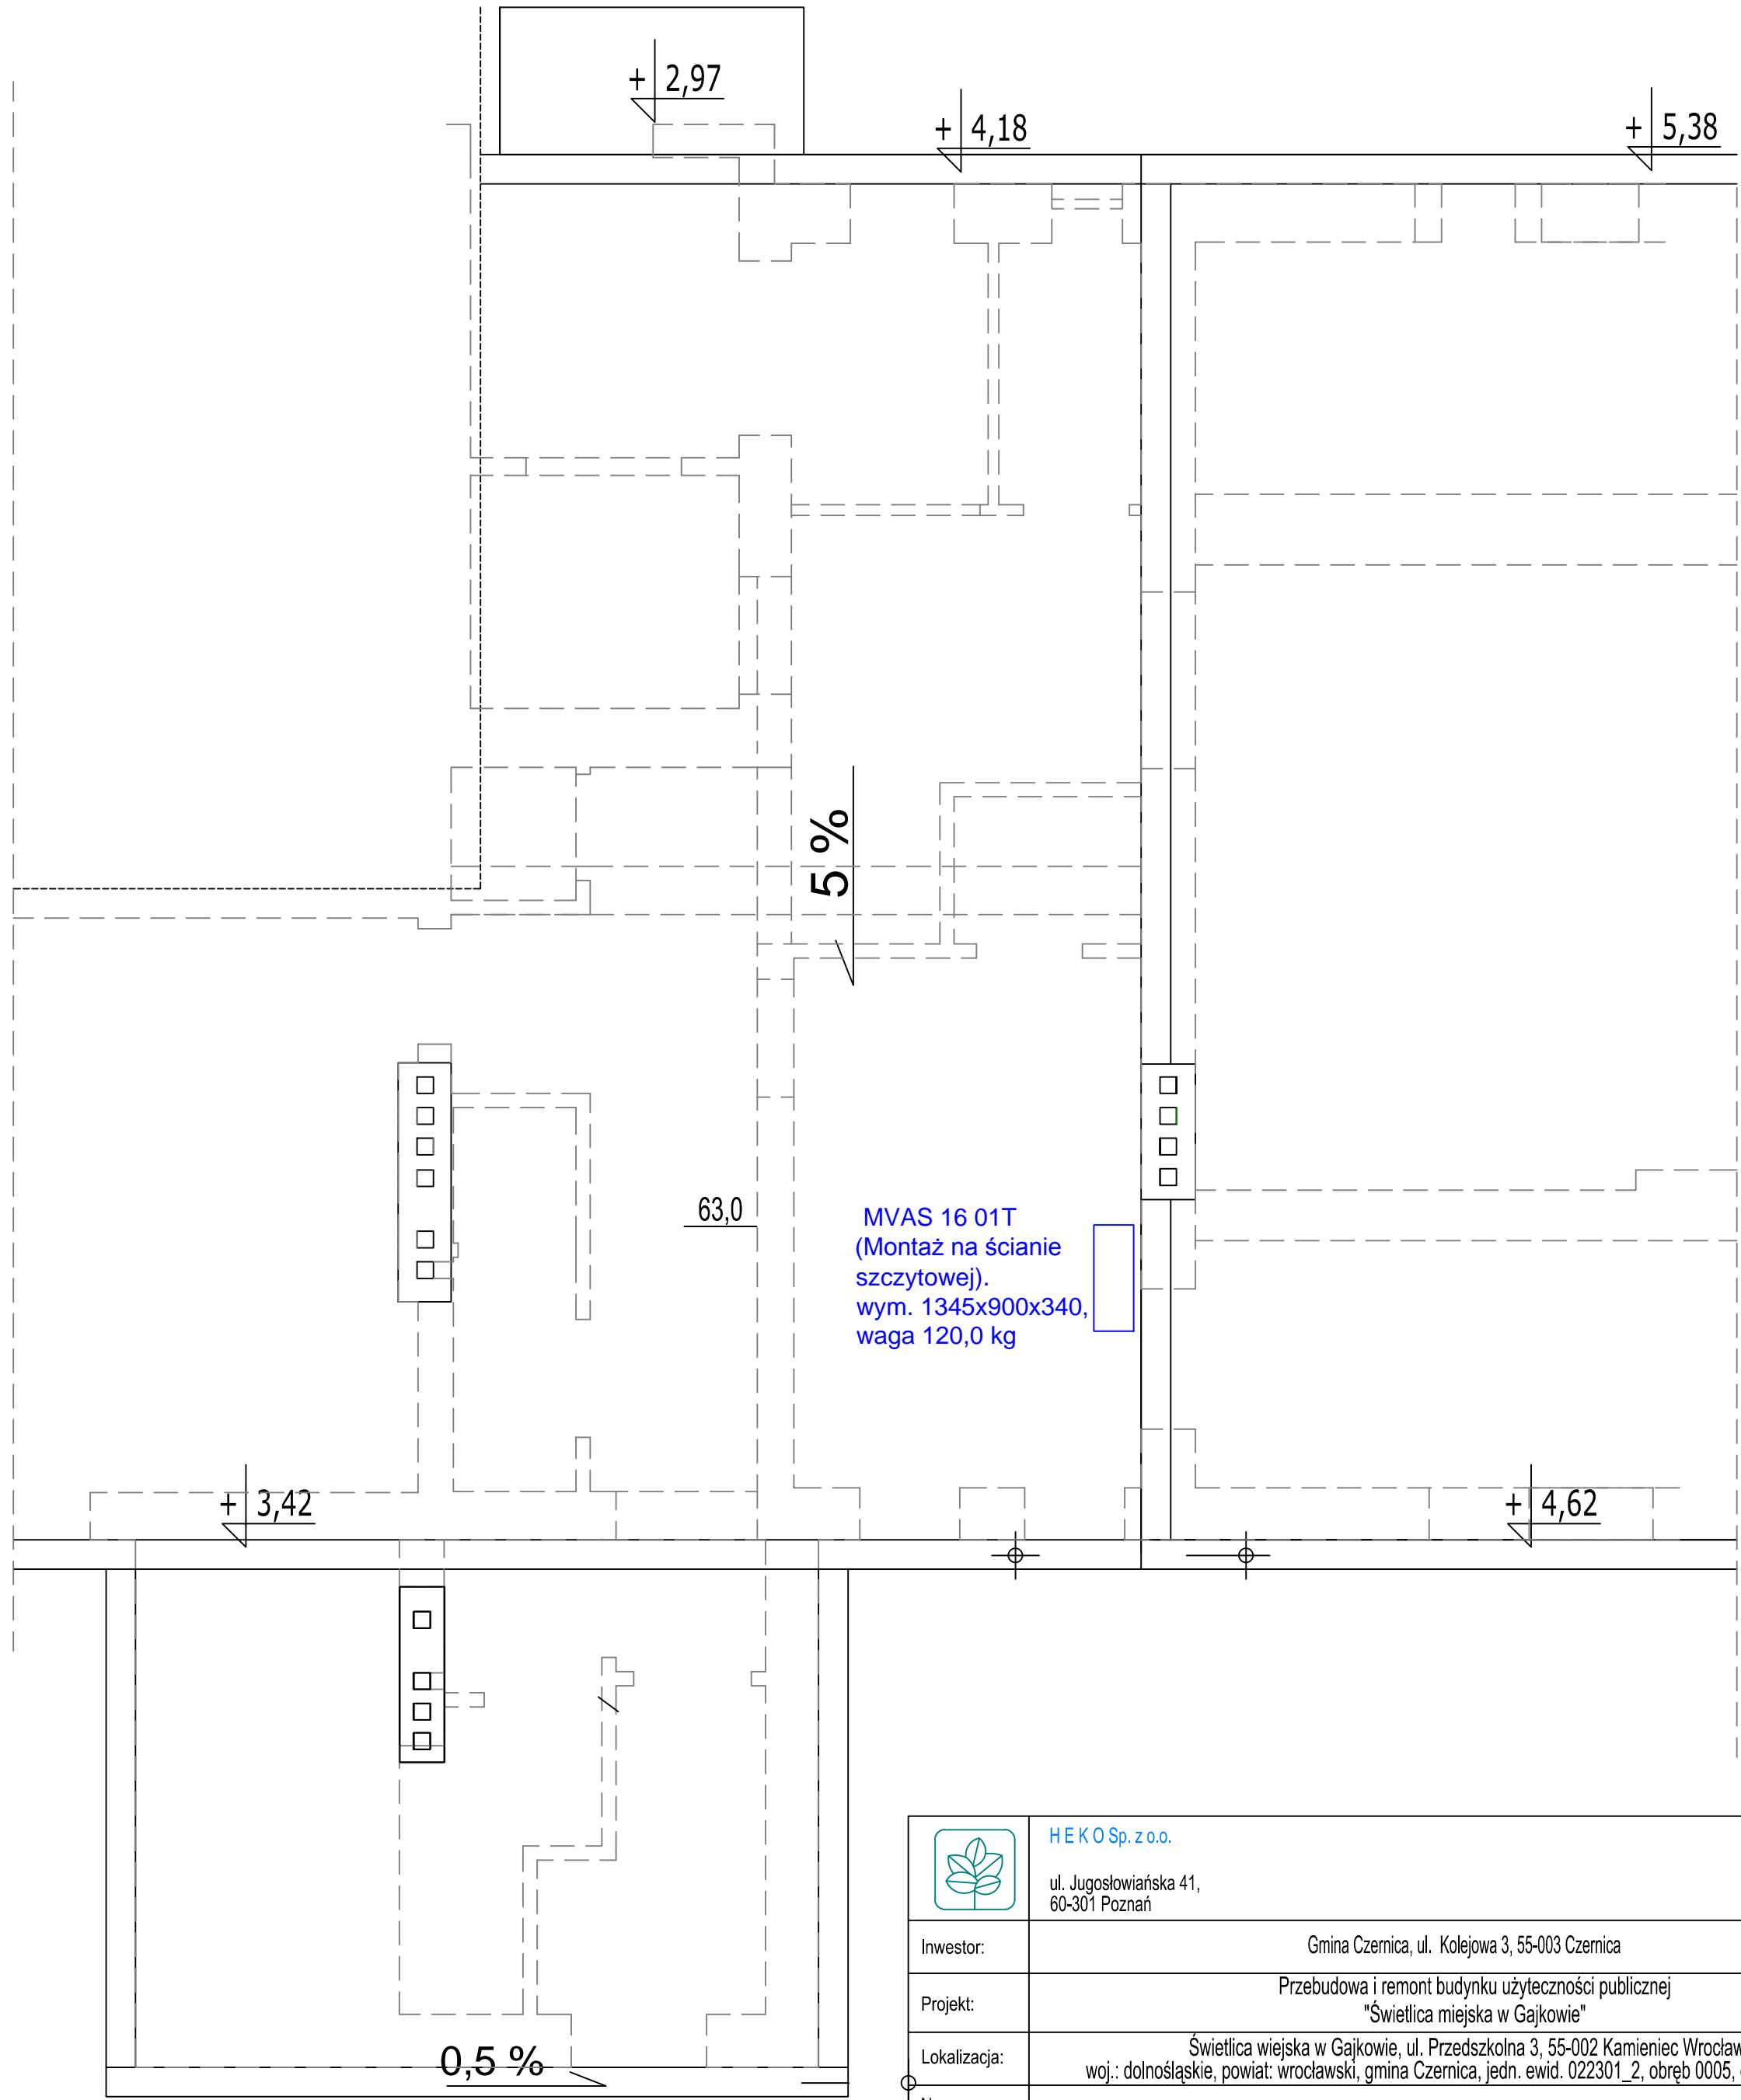 + 2,97
+ 4,18
+ 5,38
5 %
63,0
MVAS 16 01T
(Montaż na ścianie
szczytowej).
wym. 1345x900x340,
waga 120,0 kg
+ 3,42
+ 4,62
0,5 %
H E K O Sp. z o.o.
ul. Jugosłowiańska 41,
60-301 Poznań
Inwestor:
Gmina Czernica, ul. Kolejowa 3, 55-003 Czernica
Projekt:
Przebudowa i remont budynku użyteczności publicznej
"Świetlica miejska w Gajkowie"
Lokalizacja:
Świetlica wiejska w Gajkowie, ul. Przedszkolna 3, 55-002 Kamieniec Wrocław
woj.: dolnośląskie, powiat: wrocławski, gmina Czernica, jedn. ewid. 022301_2, obręb 0005,